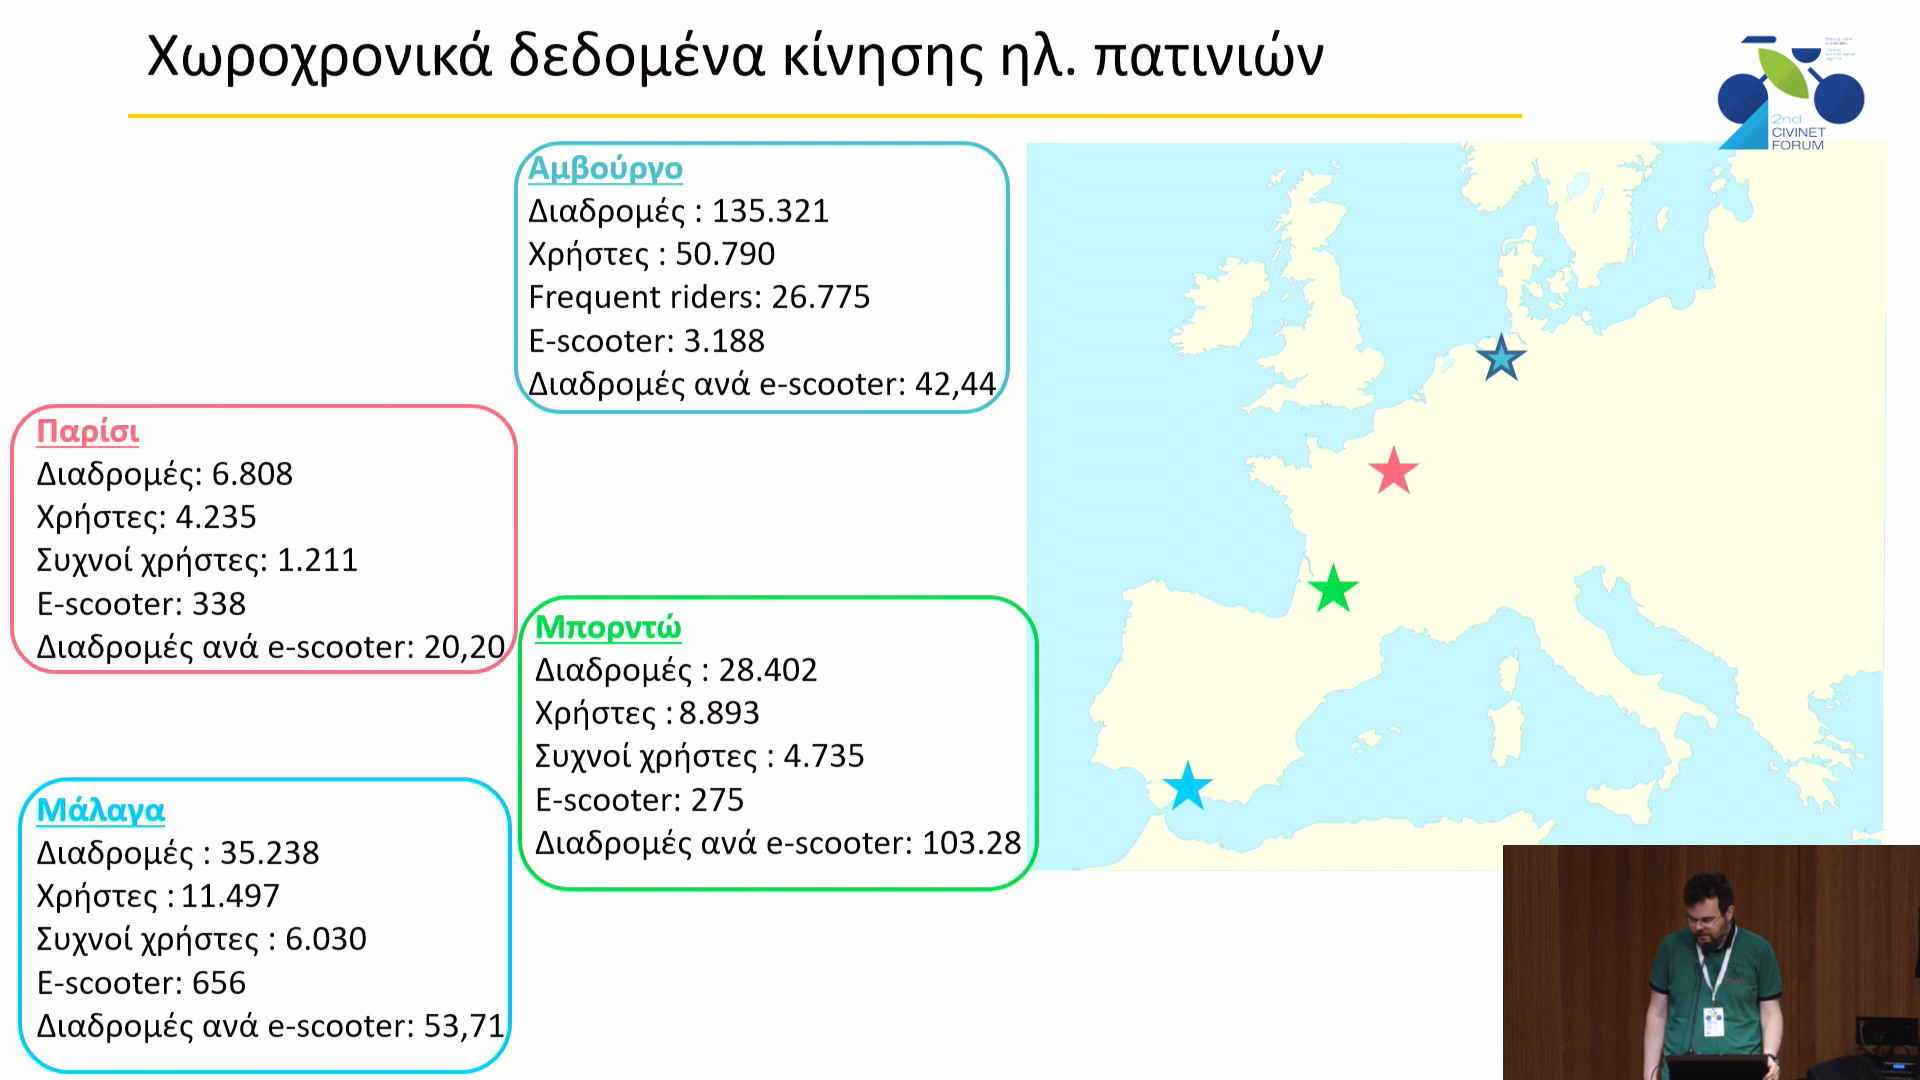 Χωροχρονικά δεδομένα κίνησης ηλ. πατινιών
2nd
CIVINET
FORUM
Αμβούργο
Διαδρομές : 135.321
Χρήστες : 50.790
Frequent riders: 26.775
E-scooter: 3.188
Διαδρομές ανά e-scooter: 42,44
Παρίσι
Διαδρομές: 6.808
Χρήστες: 4.235
Συχνοί χρήστες: 1.211
E-scooter: 338
Διαδρομές ανά e-scooter: 20,20
Μπορντώ
Διαδρομές : 28.402
Χρήστες : 8.893
Συχνοί χρήστες : 4.735
E-scooter: 275
Διαδρομές ανά e-scooter: 103.28
Μάλαγα
Διαδρομές : 35.238
Χρήστες : 11.497
Συχνοί χρήστες : 6.030
E-scooter: 656
Διαδρομές ανά e-scooter: 53,71